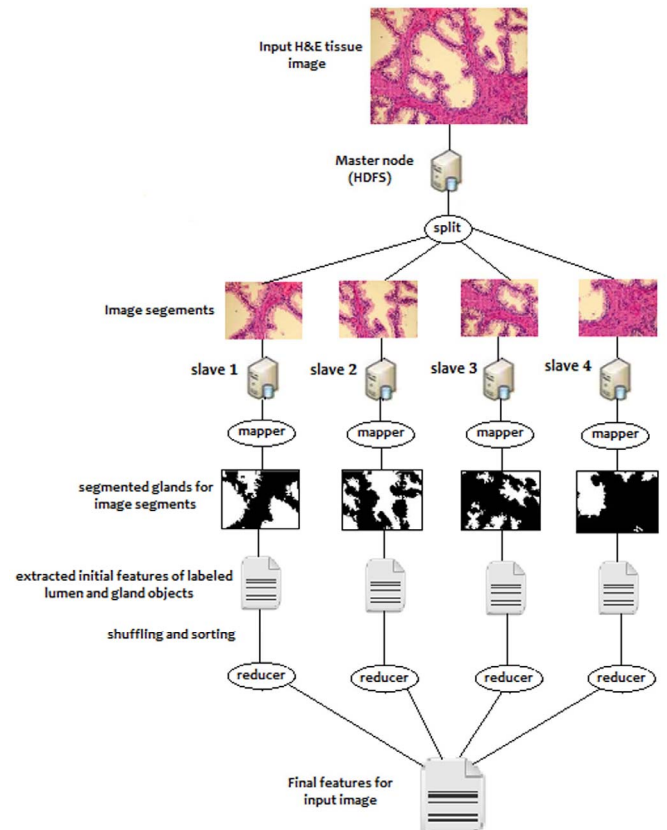 Input H&E tissue
image
Master node
(HDFS)
split
Image segements
slave 1
slave 2
slave 3
slave 4
mapper
mapper
mapper
mapper
segmented glands for
image segments
extracted initial features of labeled
lumen and gland objects
shuffling and sorting
reducer
reducer
reducer
reducer
Final features for
input image